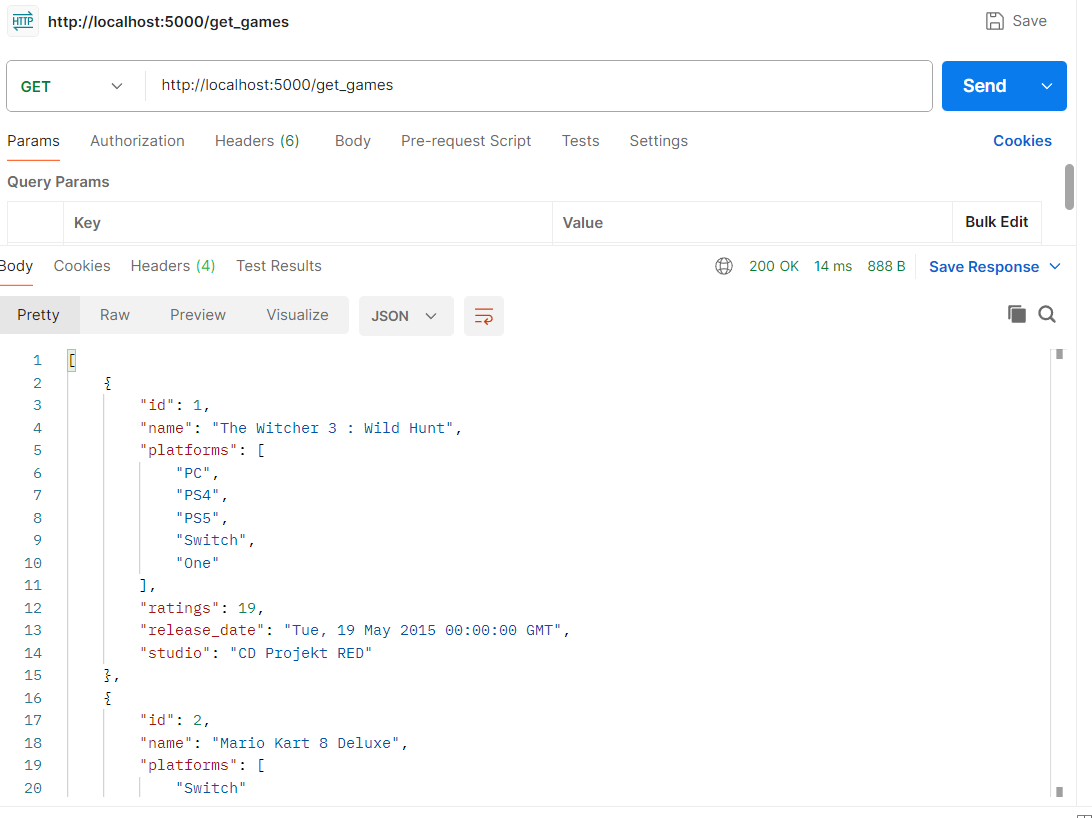 HTTP http://localhost:5000/get_games Save
GET http://localhost:5000/get_games Send
Params Authorization Headers (6) Body Pre-request Script Tests Settings Cookies
Query Params
Key Value Bulk Edit
Body Cookies Headers (4) Test Results 200 OK 14 ms 888 B Save Response
Pretty Raw Preview Visualize JSON
1 [
2 {
3 "id": 1,
4 "name": "The Witcher 3 : Wild Hunt",
5 "platforms": [
6 "PC",
7 "PS4",
8 "PS5",
9 "Switch",
10 "One"
11 ],
12 "ratings": 19,
13 "release_date": "Tue, 19 May 2015 00:00:00 GMT",
14 "studio": "CD Projekt RED"
15 },
16 {
17 "id": 2,
18 "name": "Mario Kart 8 Deluxe",
19 "platforms": [
20 "Switch"